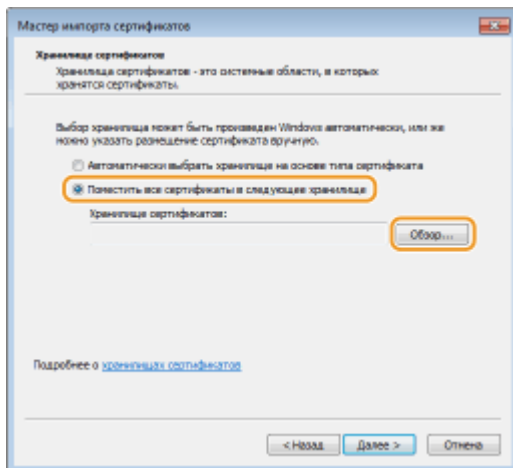 Мастер импорта сертификатов
Хранилище сертификатов
Хранилища сертификатов - это системные области, в которых
хранятся сертификаты.
Выбор хранилища может быть произведен Windows автоматически, или же
можно указать размещение сертификата вручную.
Автоматически выбрать хранилище на основе типа сертификата
Поместить все сертификаты в следующее хранилище
Хранилище сертификатов:
Обзор...
Подробнее о хранилищах сертификатов
< Назад
Далее >
Отмена